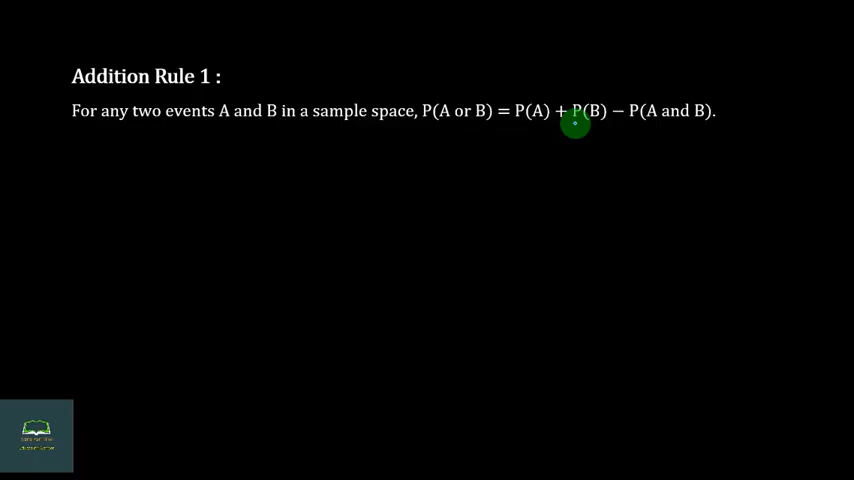 Addition Rule 1 :
For any two events A and B in a sample space, P(A or B) = P(A) + P(B) − P(A and B).